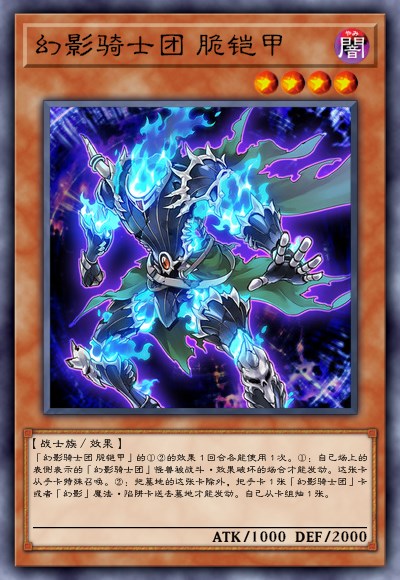 幻影骑士团 脆铠甲
やみ
闇
【战士族/效果】
「幻影骑士团 脆铠甲」的①②的效果1回合各能使用1次。①:自己场上的
表侧表示的「幻影骑士团」怪兽被战斗·效果破坏的场合才能发动。这张卡
从手卡特殊召唤。②:把墓地的这张卡除外,把手卡1张「幻影骑士团」卡
或者「幻影」魔法·陷阱卡送去墓地才能发动。自己从卡组抽1张。
ATK/1000 DEF/2000